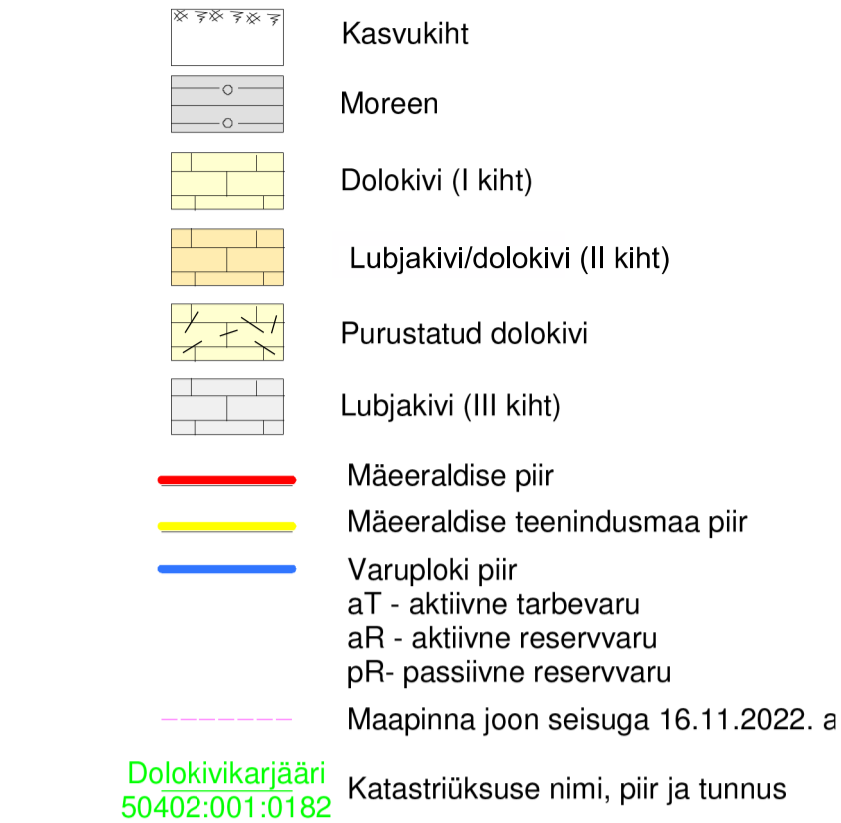 Kasvukiht
Moreen
Dolokivi (I kiht)
Lubjakivi/dolokivi (II kiht)
Purustatud dolokivi
Lubjakivi (III kiht)
Mäeeraldise piir
Mäeeraldise teenindusmaa piir
Varuploki piir
aT - aktiivne tarbevaru
aR - aktiivne reservvaru
pR- passiivne reservvaru
Maapinna joon seisuga 16.11.2022. a
Dolokivikarjääri
50402:001:0182
Katastriüksuse nimi, piir ja tunnus